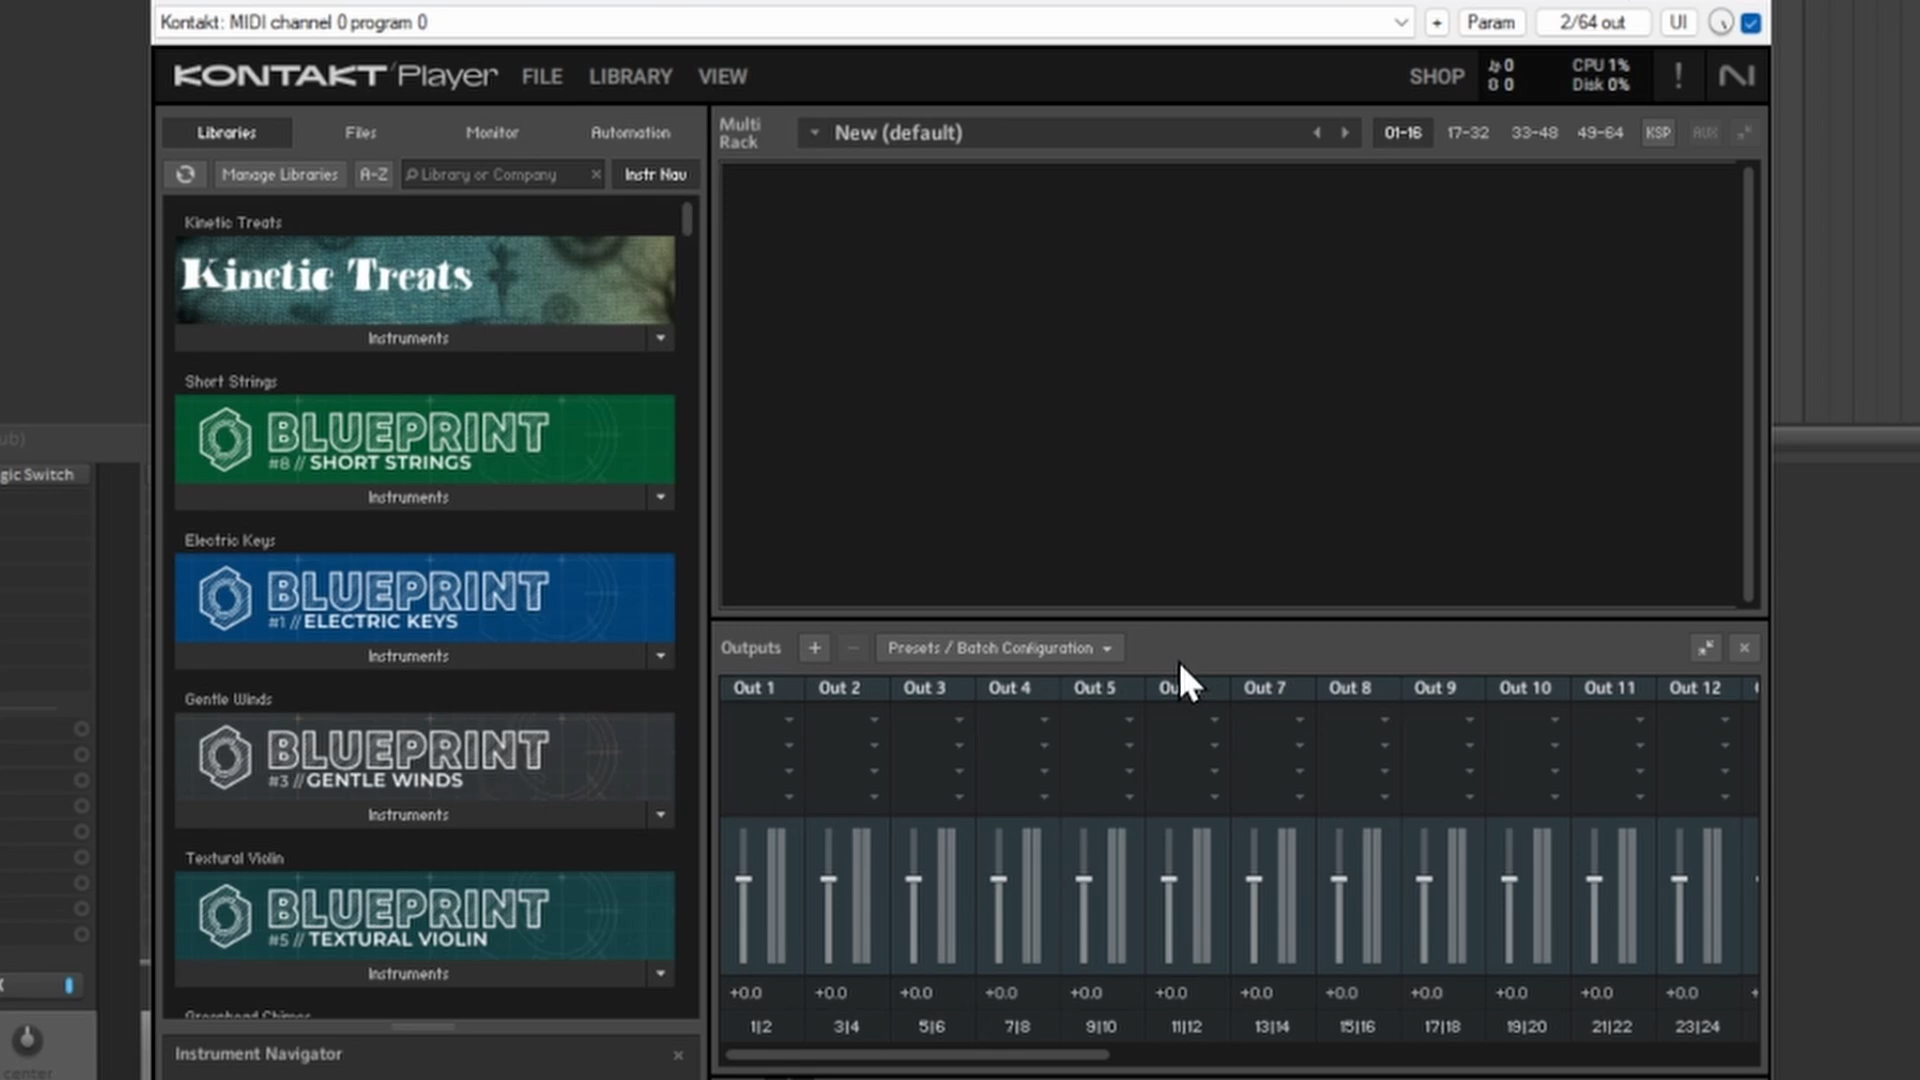 Kontakt: MIDI channel 0 program 0
+
Param
2/64 out
UI
KONTAKT Player
FILE
LIBRARY
VIEW
SHOP
0
8 0
CPU 1%
Disk 0%
!
Libraries
Files
Monitor
Automation
Multi Rack
New (default)
01-16
17-32
33-48
49-64
KSP
AUX
Manage Libraries
A-Z
Library or Company
×
Instr Nav
Kinetic Treats
Kinetic Treats
Instruments
Short Strings
BLUEPRINT
#8 // SHORT STRINGS
Instruments
Electric Keys
BLUEPRINT
#1 // ELECTRIC KEYS
Instruments
Gentle Winds
BLUEPRINT
#3 // GENTLE WINDS
Instruments
Textural Violin
BLUEPRINT
#5 // TEXTURAL VIOLIN
Instruments
Instrument Navigator
×
Outputs
+
−
Presets / Batch Configuration
×
Out 1 Out 2 Out 3 Out 4 Out 5 Ou Out 7 Out 8 Out 9 Out 10 Out 11 Out 12
+0.0 +0.0 +0.0 +0.0 +0.0 +0.0 +0.0 +0.0 +0.0 +0.0 +0.0 +0.0 +
1|2 3|4 5|6 7|8 9|10 11|12 13|14 15|16 17|18 19|20 21|22 23|24
ub)
gic Switch
center